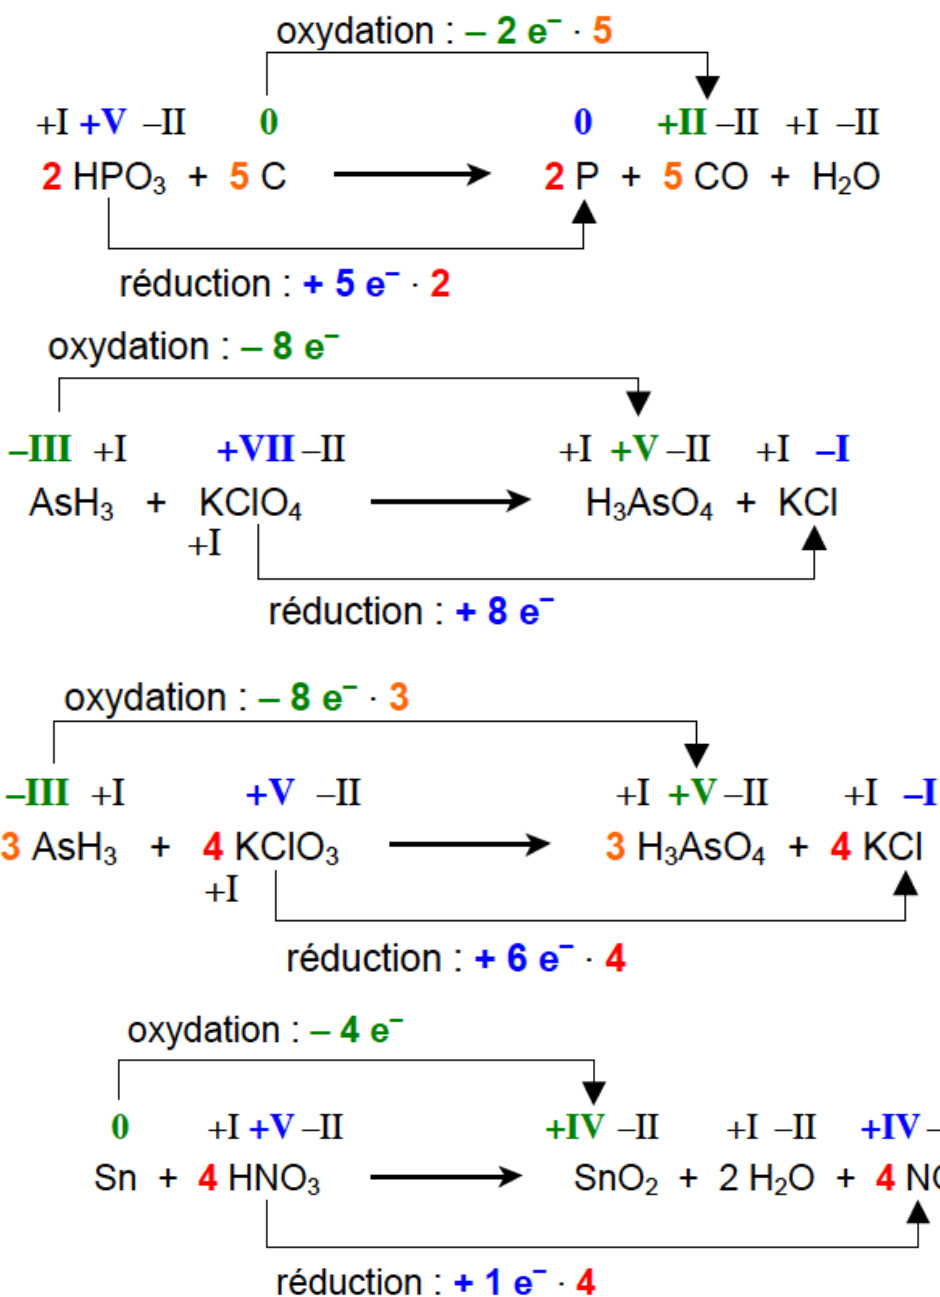 oxydation : – 2 e⁻ · 5
+I +V –II 0 0 +II –II +I –II
2 HPO₃ + 5 C ⟶ 2 P + 5 CO + H₂O
réduction : + 5 e⁻ · 2
oxydation : – 8 e⁻
–III +I +VII –II +I +V –II +I –I
AsH₃ + KClO₄ ⟶ H₃AsO₄ + KCl
+I
réduction : + 8 e⁻
oxydation : – 8 e⁻ · 3
–III +I +V –II +I +V –II +I –I
3 AsH₃ + 4 KClO₃ ⟶ 3 H₃AsO₄ + 4 KCl
+I
réduction : + 6 e⁻ · 4
oxydation : – 4 e⁻
0 +I +V –II +IV –II +I –II +IV –
Sn + 4 HNO₃ ⟶ SnO₂ + 2 H₂O + 4 NO
réduction : + 1 e⁻ · 4